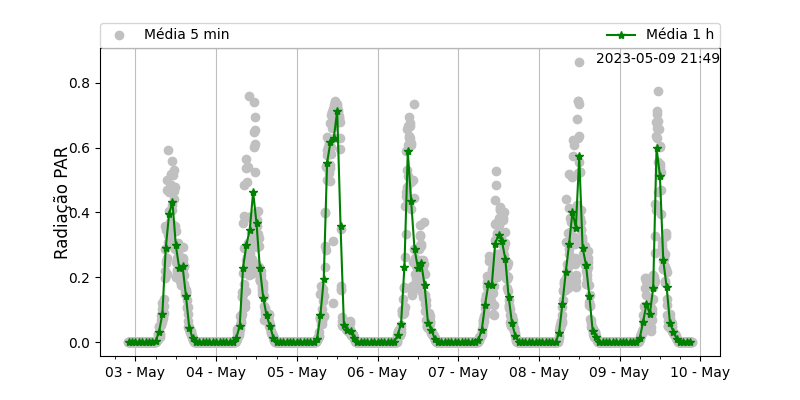 Média 5 min
Média 1 h
2023-05-09 21:49
Radiação PAR
0.8
0.6
0.4
0.2
0.0
03 - May
04 - May
05 - May
06 - May
07 - May
08 - May
09 - May
10 - May